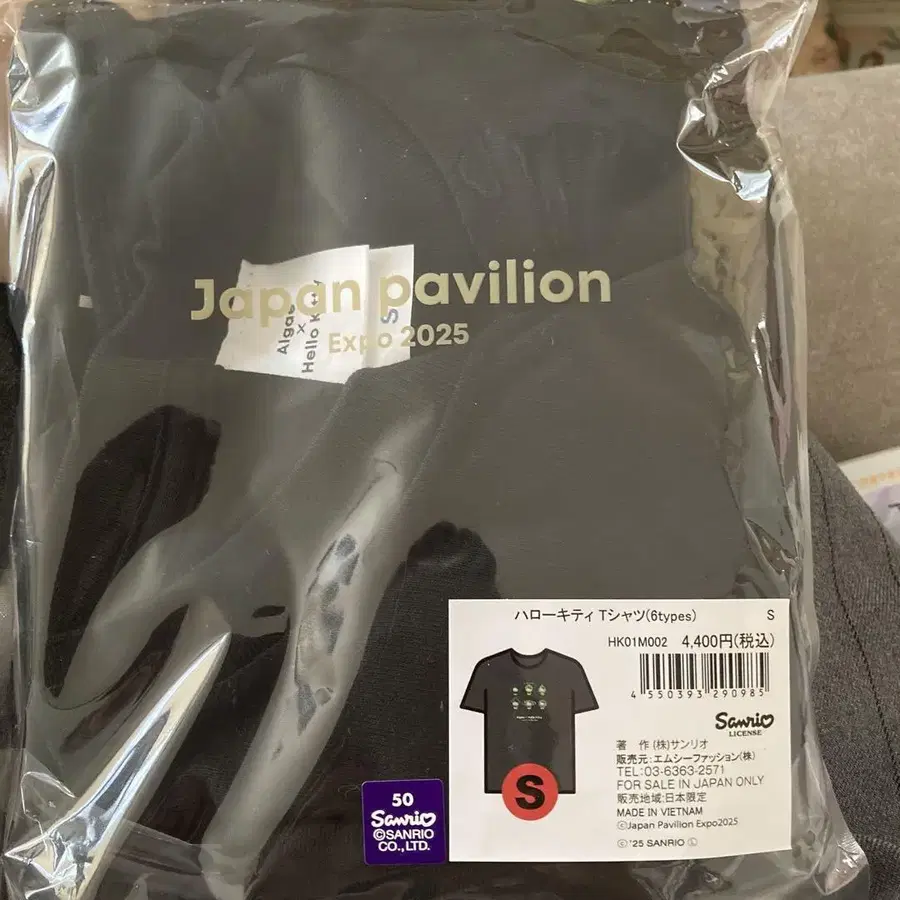 Japan pavilion
Expo 2025
Algae
×
Hello Kitty
S
ハローキティ Tシャツ(6types) S
HK01M002 4,400円(税込)
4 550393 290985
Sanrio
LICENSE
著 作 (株)サンリオ
販売元:エムシーファッション(株)
TEL:03-6363-2571
FOR SALE IN JAPAN ONLY
販売地域:日本限定
MADE IN VIETNAM
©Japan Pavilion Expo2025
©'25 SANRIO Ⓛ
S
50
Sanrio
©SANRIO
CO.,LTD.